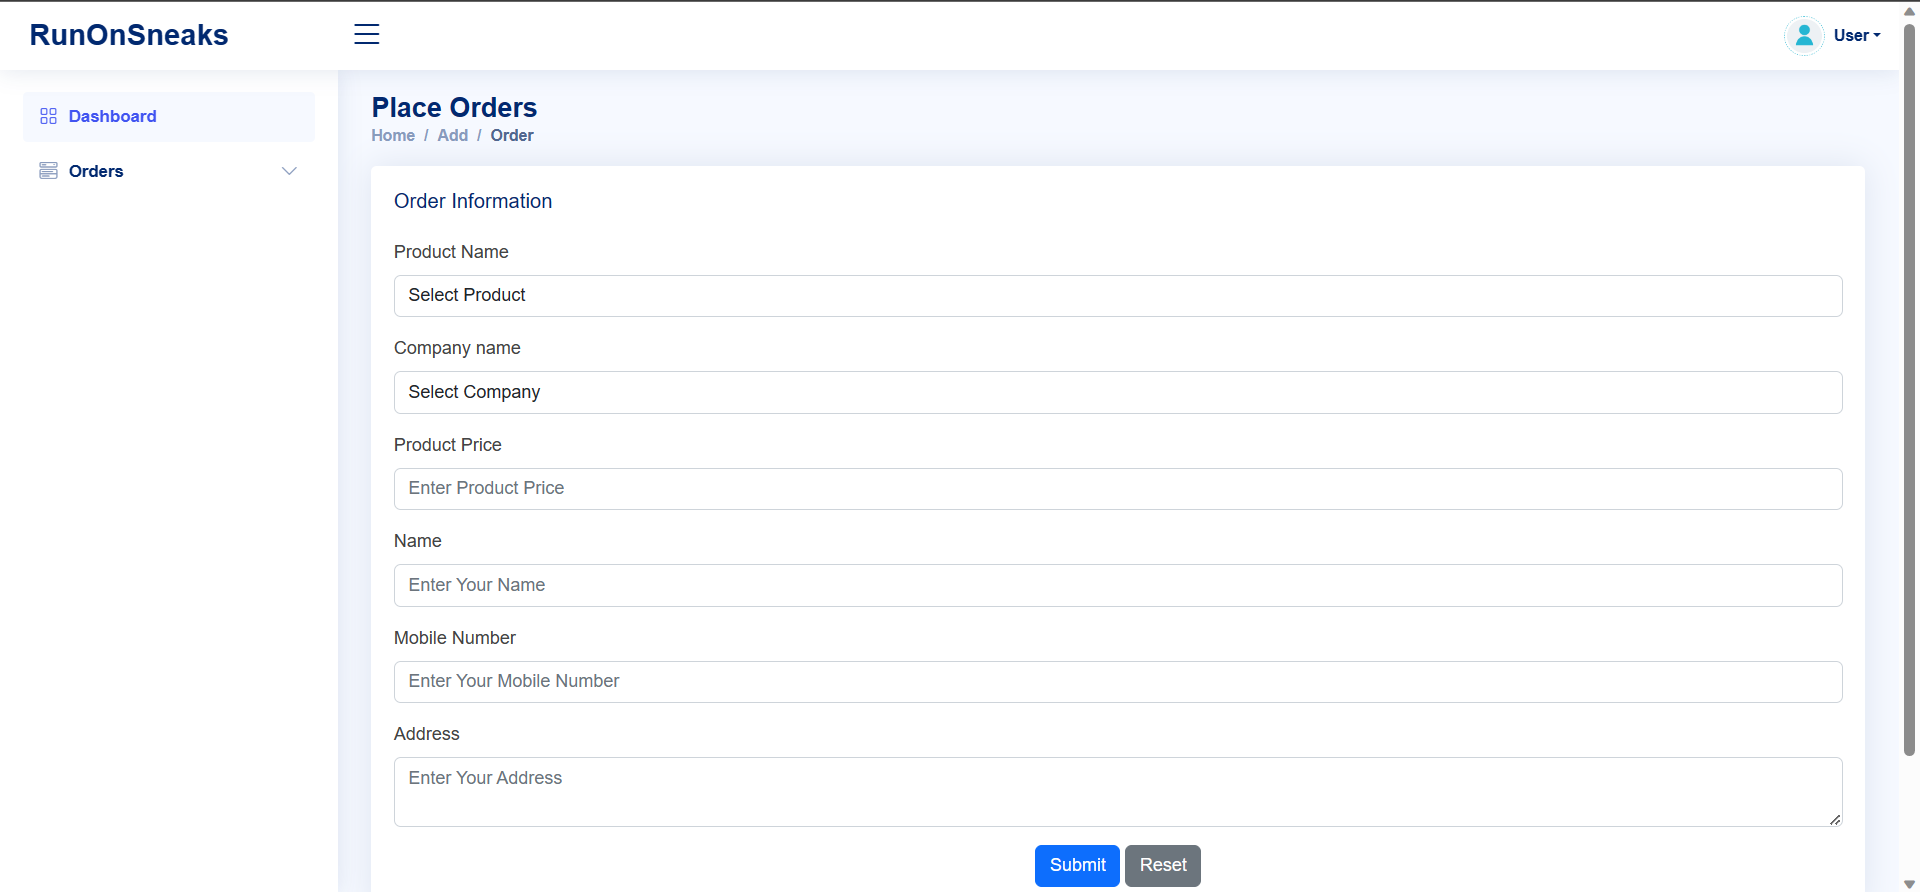 RunOnSneaks
User
Dashboard
Orders
Place Orders
Home / Add / Order
Order Information
Product Name
Select Product
Company name
Select Company
Product Price
Enter Product Price
Name
Enter Your Name
Mobile Number
Enter Your Mobile Number
Address
Enter Your Address
Submit Reset